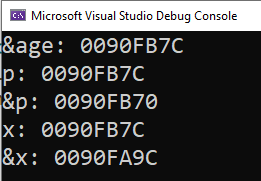 Microsoft Visual Studio Debug Console
&age: 0090FB7C
p: 0090FB7C
&p: 0090FB70
x: 0090FB7C
&x: 0090FA9C